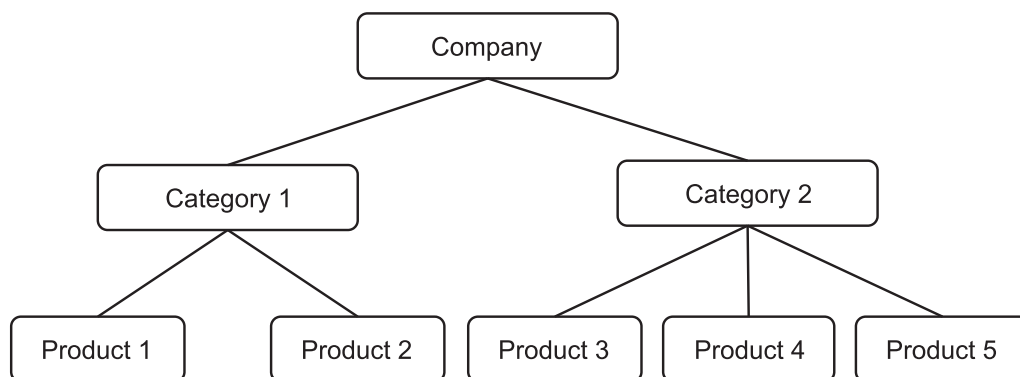 Company
Category 1
Category 2
Product 1
Product 2
Product 3
Product 4
Product 5